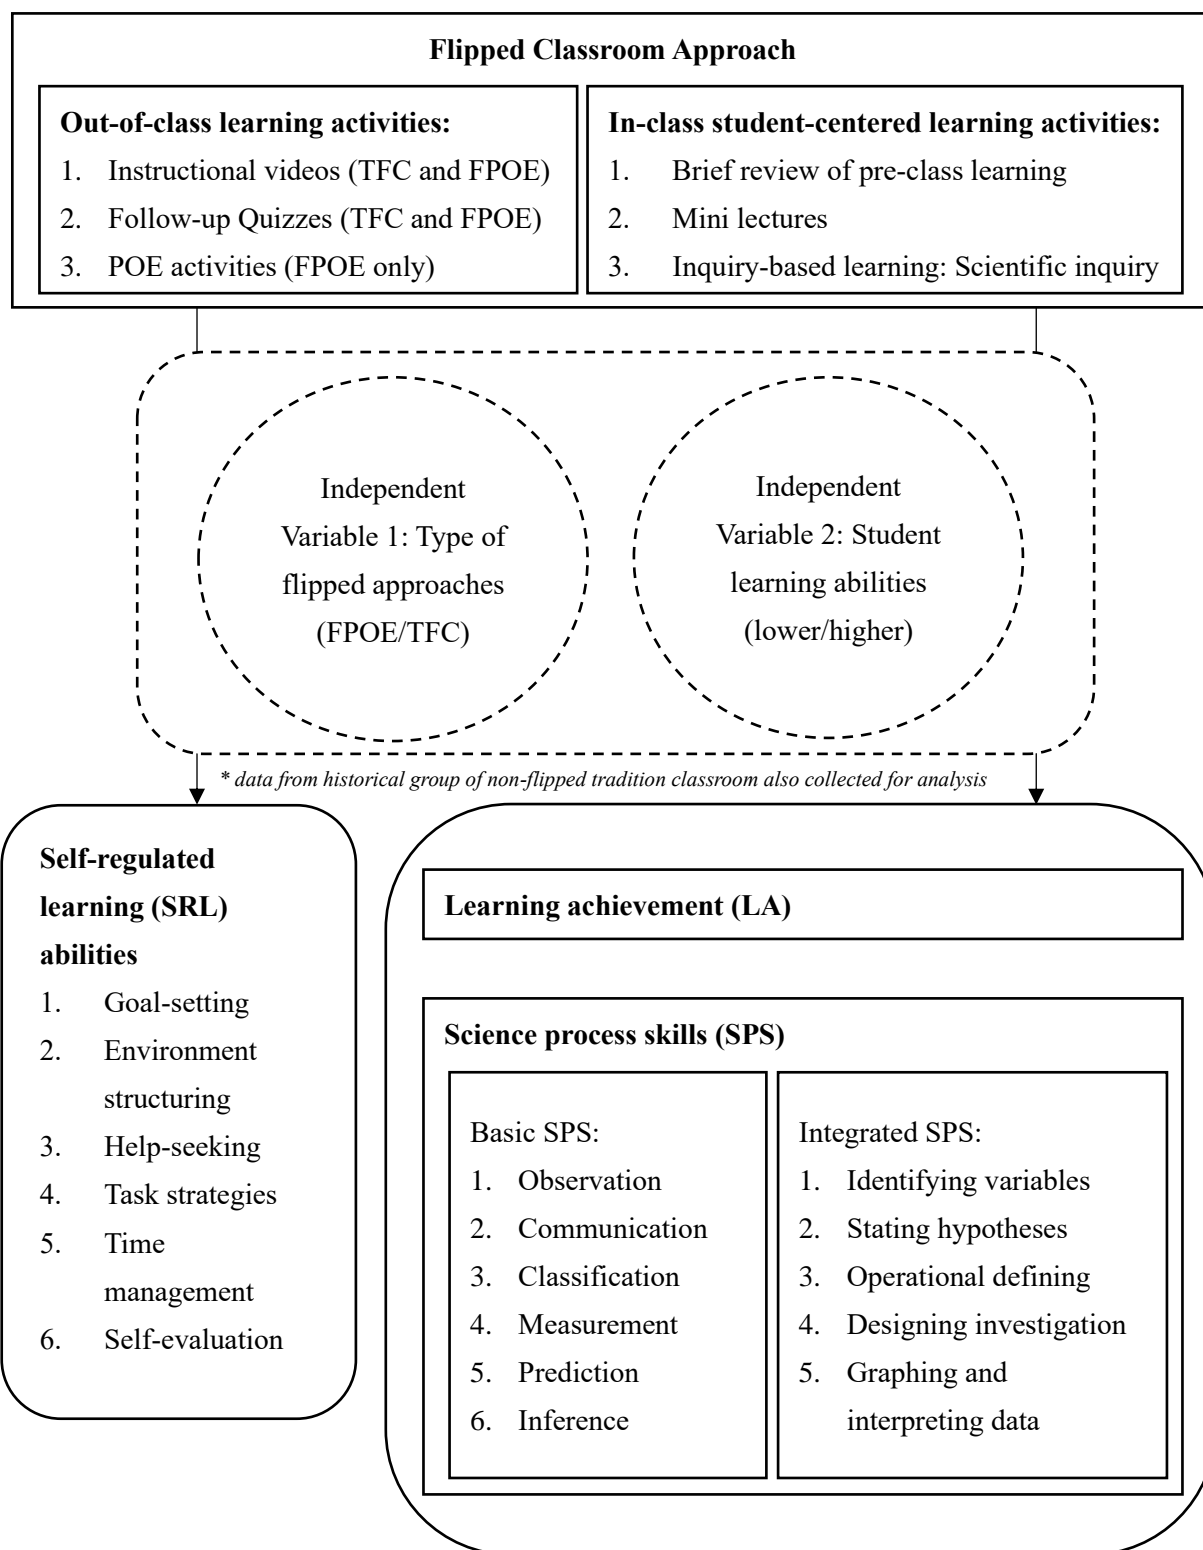 Flipped Classroom Approach
Out-of-class learning activities:
1. Instructional videos (TFC and FPOE)
2. Follow-up Quizzes (TFC and FPOE)
3. POE activities (FPOE only)
In-class student-centered learning activities:
1. Brief review of pre-class learning
2. Mini lectures
3. Inquiry-based learning: Scientific inquiry
Independent
Variable 1: Type of
flipped approaches
(FPOE/TFC)
Independent
Variable 2: Student
learning abilities
(lower/higher)
* data from historical group of non-flipped tradition classroom also collected for analysis
Self-regulated
learning (SRL)
abilities
1. Goal-setting
2. Environment
structuring
3. Help-seeking
4. Task strategies
5. Time
management
6. Self-evaluation
Learning achievement (LA)
Science process skills (SPS)
Basic SPS:
1. Observation
2. Communication
3. Classification
4. Measurement
5. Prediction
6. Inference
Integrated SPS:
1. Identifying variables
2. Stating hypotheses
3. Operational defining
4. Designing investigation
5. Graphing and
interpreting data